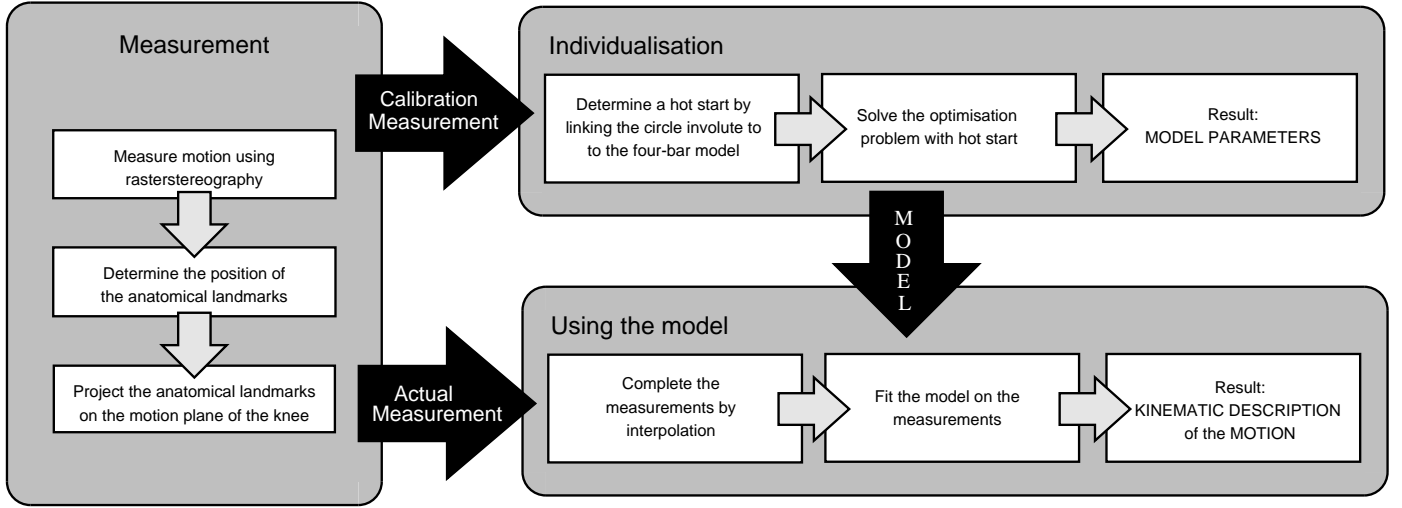 Measurement
Measure motion using
rasterstereography
Determine the position of
the anatomical landmarks
Project the anatomical landmarks
on the motion plane of the knee
Calibration
Measurement
Individualisation
Determine a hot start by
linking the circle involute to
to the four-bar model
Solve the optimisation
problem with hot start
Result:
MODEL PARAMETERS
MODEL
Actual
Measurement
Using the model
Complete the
measurements by
interpolation
Fit the model on the
measurements
Result:
KINEMATIC DESCRIPTION
of the MOTION